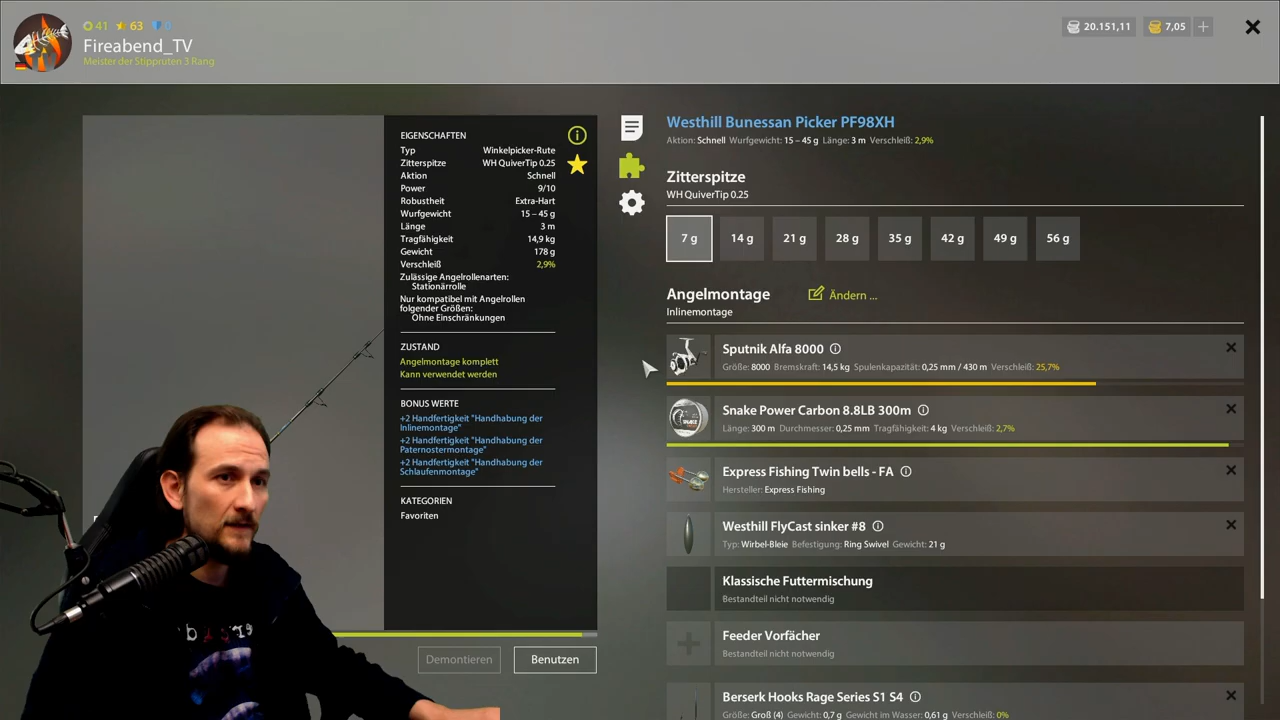 41 63 0
Fireabend_TV
Meister der Stippruten 3 Rang
20.151,11 7,05
EIGENSCHAFTEN
Typ Winkelpicker-Rute
Zitterspitze WH QuiverTip 0.25
Aktion Schnell
Power 9/10
Robustheit Extra-Hart
Wurfgewicht 15 – 45 g
Länge 3 m
Tragfähigkeit 14,9 kg
Gewicht 178 g
Verschleiß 2,9%
Zulässige Angelrollenarten:
Stationärrolle
Nur kompatibel mit Angelrollen
folgender Größen:
Ohne Einschränkungen
ZUSTAND
Angelmontage komplett
Kann verwendet werden
BONUS WERTE
+2 Handfertigkeit "Handhabung der
Inlinemontage"
+2 Handfertigkeit "Handhabung der
Paternostermontage"
+2 Handfertigkeit "Handhabung der
Schlaufenmontage"
KATEGORIEN
Favoriten
Demontieren Benutzen
Westhill Bunessan Picker PF98XH
Aktion: Schnell Wurfgewicht: 15 – 45 g Länge: 3 m Verschleiß: 2,9%
Zitterspitze
WH QuiverTip 0.25
7 g 14 g 21 g 28 g 35 g 42 g 49 g 56 g
Angelmontage Ändern ...
Inlinemontage
Sputnik Alfa 8000
Größe: 8000 Bremskraft: 14,5 kg Spulenkapazität: 0,25 mm / 430 m Verschleiß: 25,7%
Snake Power Carbon 8.8LB 300m
Länge: 300 m Durchmesser: 0,25 mm Tragfähigkeit: 4 kg Verschleiß: 2,7%
Express Fishing Twin bells - FA
Hersteller: Express Fishing
Westhill FlyCast sinker #8
Typ: Wirbel-Bleie Befestigung: Ring Swivel Gewicht: 21 g
Klassische Futtermischung
Bestandteil nicht notwendig
Feeder Vorfächer
Bestandteil nicht notwendig
Berserk Hooks Rage Series S1 S4
Größe: Groß (4) Gewicht: 0,7 g Gewicht im Wasser: 0,61 g Verschleiß: 0%